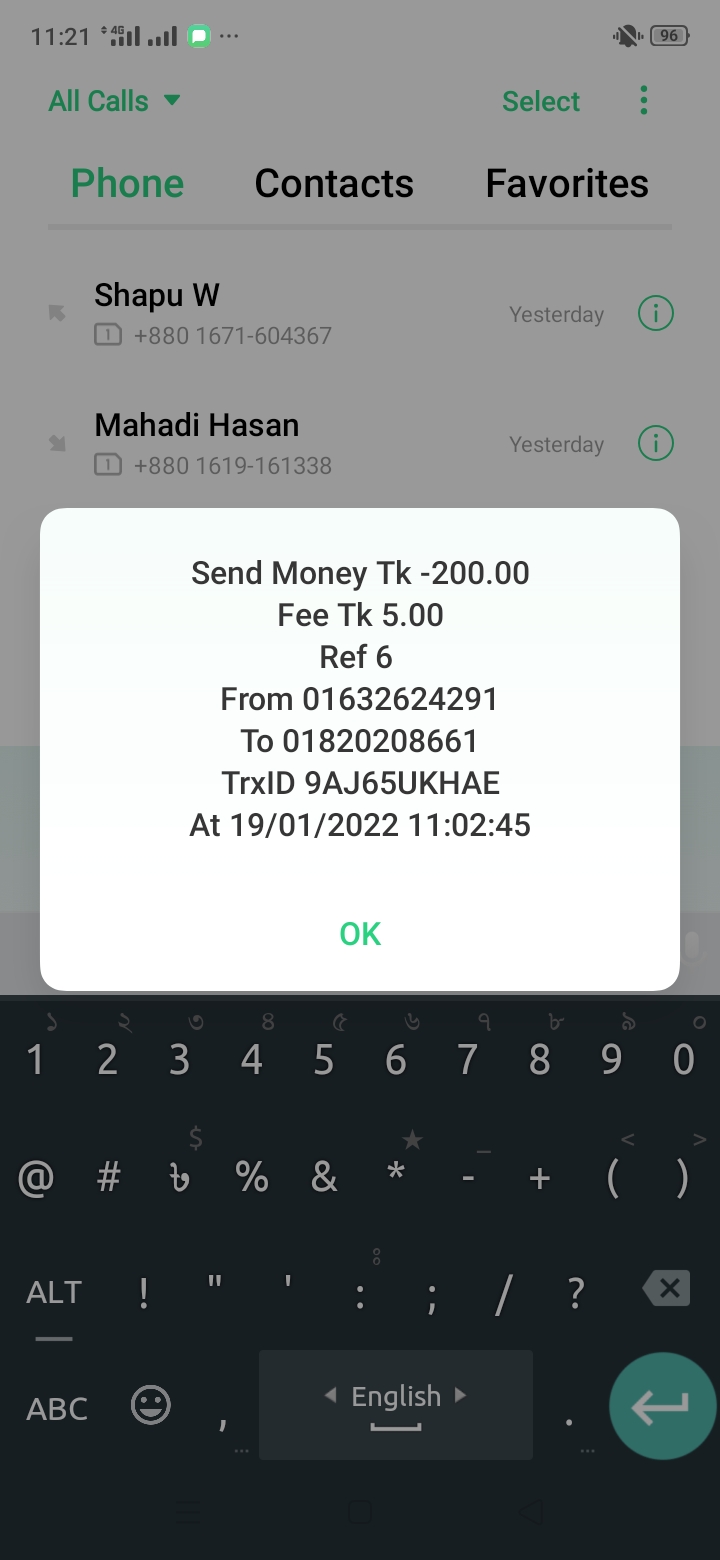 11:21 4G 96
All Calls Select
Phone Contacts Favorites
Shapu W
Yesterday
1 +880 1671-604367
Mahadi Hasan
Yesterday
1 +880 1619-161338
Send Money Tk -200.00
Fee Tk 5.00
Ref 6
From 01632624291
To 01820208661
TrxID 9AJ65UKHAE
At 19/01/2022 11:02:45
OK
১ ২ ৩ ৪ ৫ ৬ ৭ ৮ ৯ ০
1 2 3 4 5 6 7 8 9 0
$ ★ _ < >
@ # ৳ % & * - + ( )
ALT ! " ' : ; / ?
ABC , English .